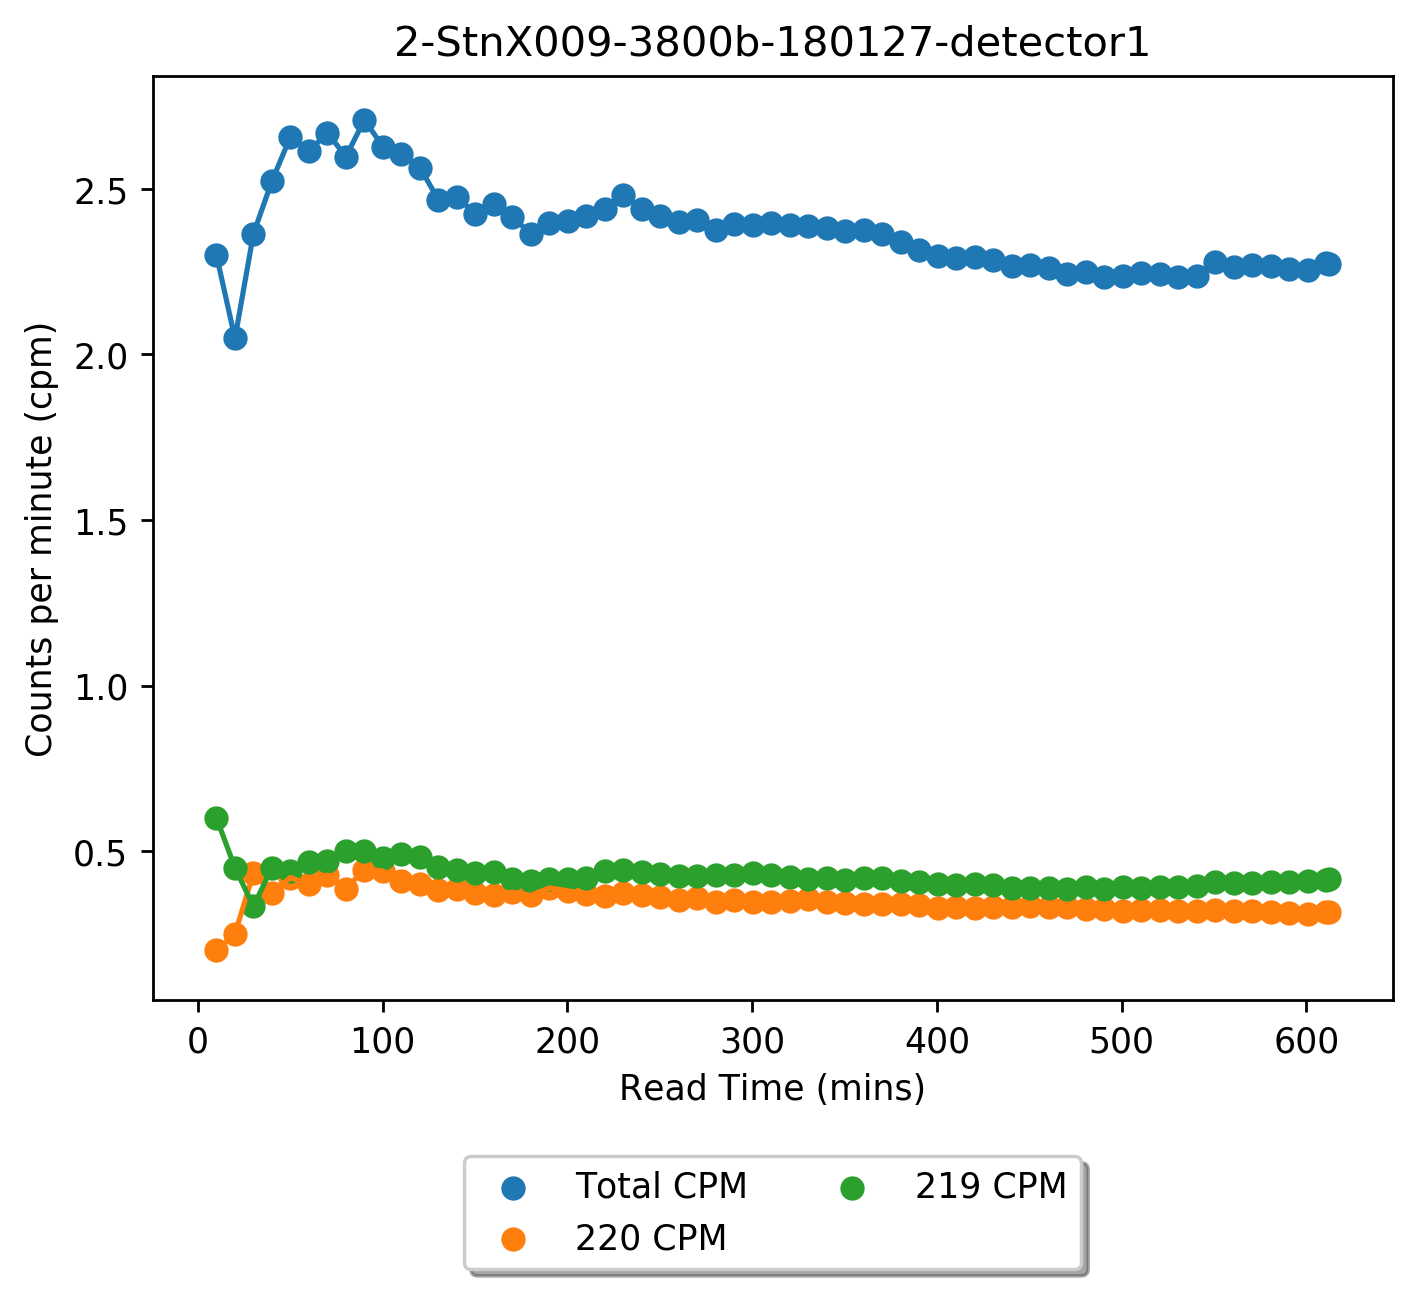 2-StnX009-3800b-180127-detector1
Counts per minute (cpm)
2.5
2.0
1.5
1.0
0.5
0 100 200 300 400 500 600
Read Time (mins)
Total CPM
220 CPM
219 CPM